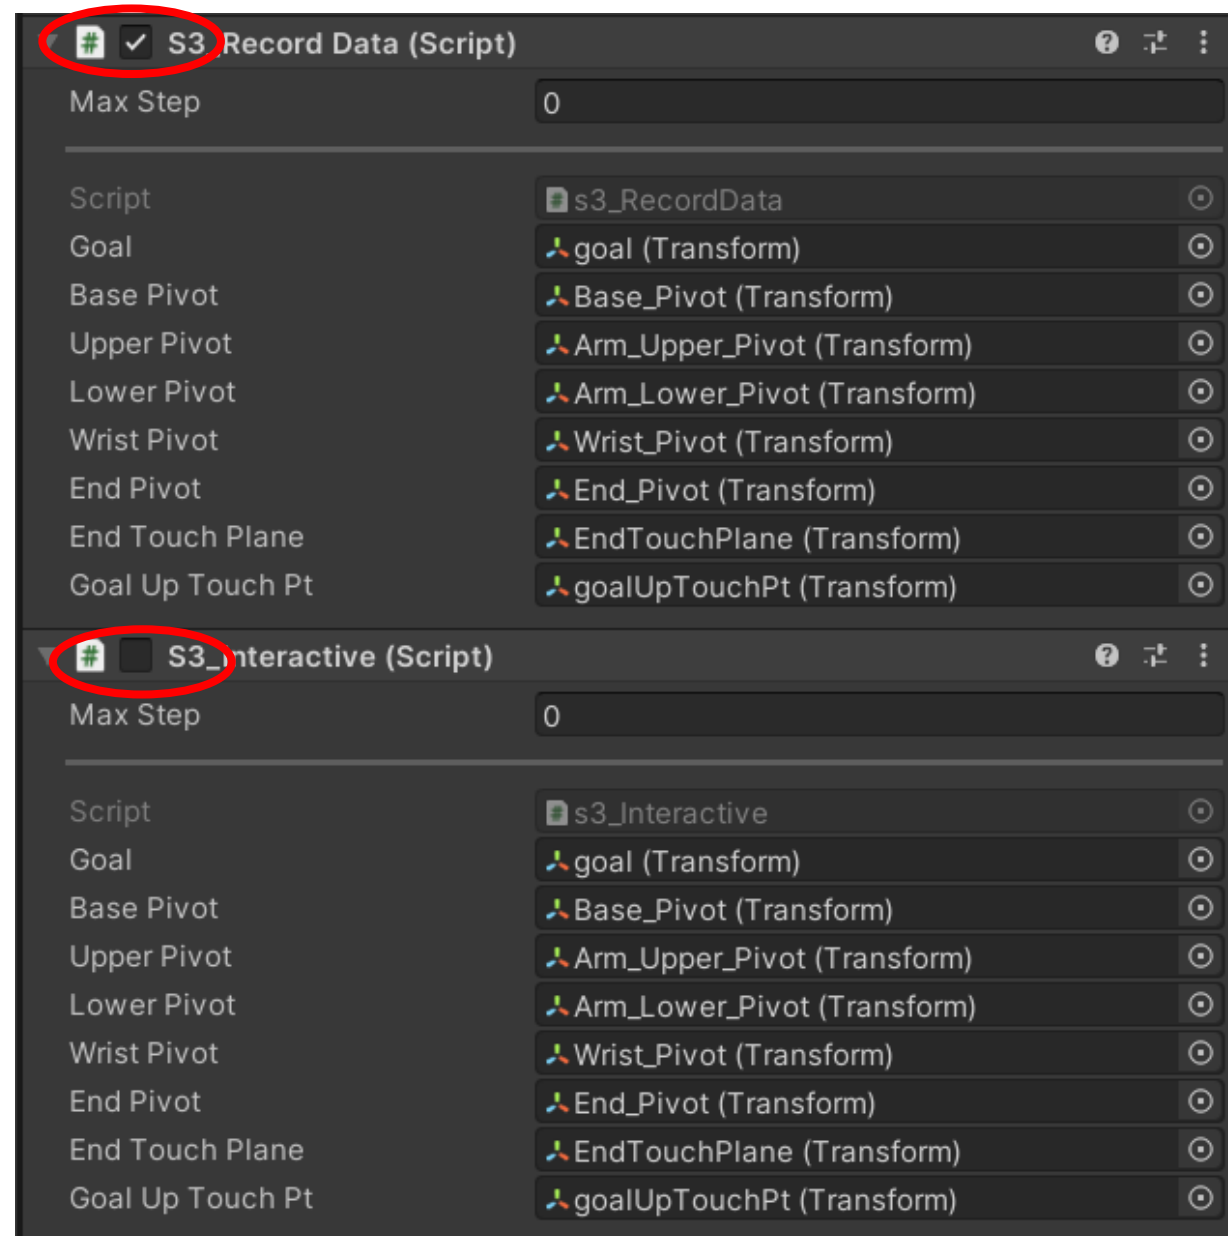 S3_Record Data (Script)
Max Step 0
Script s3_RecordData
Goal goal (Transform)
Base Pivot Base_Pivot (Transform)
Upper Pivot Arm_Upper_Pivot (Transform)
Lower Pivot Arm_Lower_Pivot (Transform)
Wrist Pivot Wrist_Pivot (Transform)
End Pivot End_Pivot (Transform)
End Touch Plane EndTouchPlane (Transform)
Goal Up Touch Pt goalUpTouchPt (Transform)
S3_Interactive (Script)
Max Step 0
Script s3_Interactive
Goal goal (Transform)
Base Pivot Base_Pivot (Transform)
Upper Pivot Arm_Upper_Pivot (Transform)
Lower Pivot Arm_Lower_Pivot (Transform)
Wrist Pivot Wrist_Pivot (Transform)
End Pivot End_Pivot (Transform)
End Touch Plane EndTouchPlane (Transform)
Goal Up Touch Pt goalUpTouchPt (Transform)